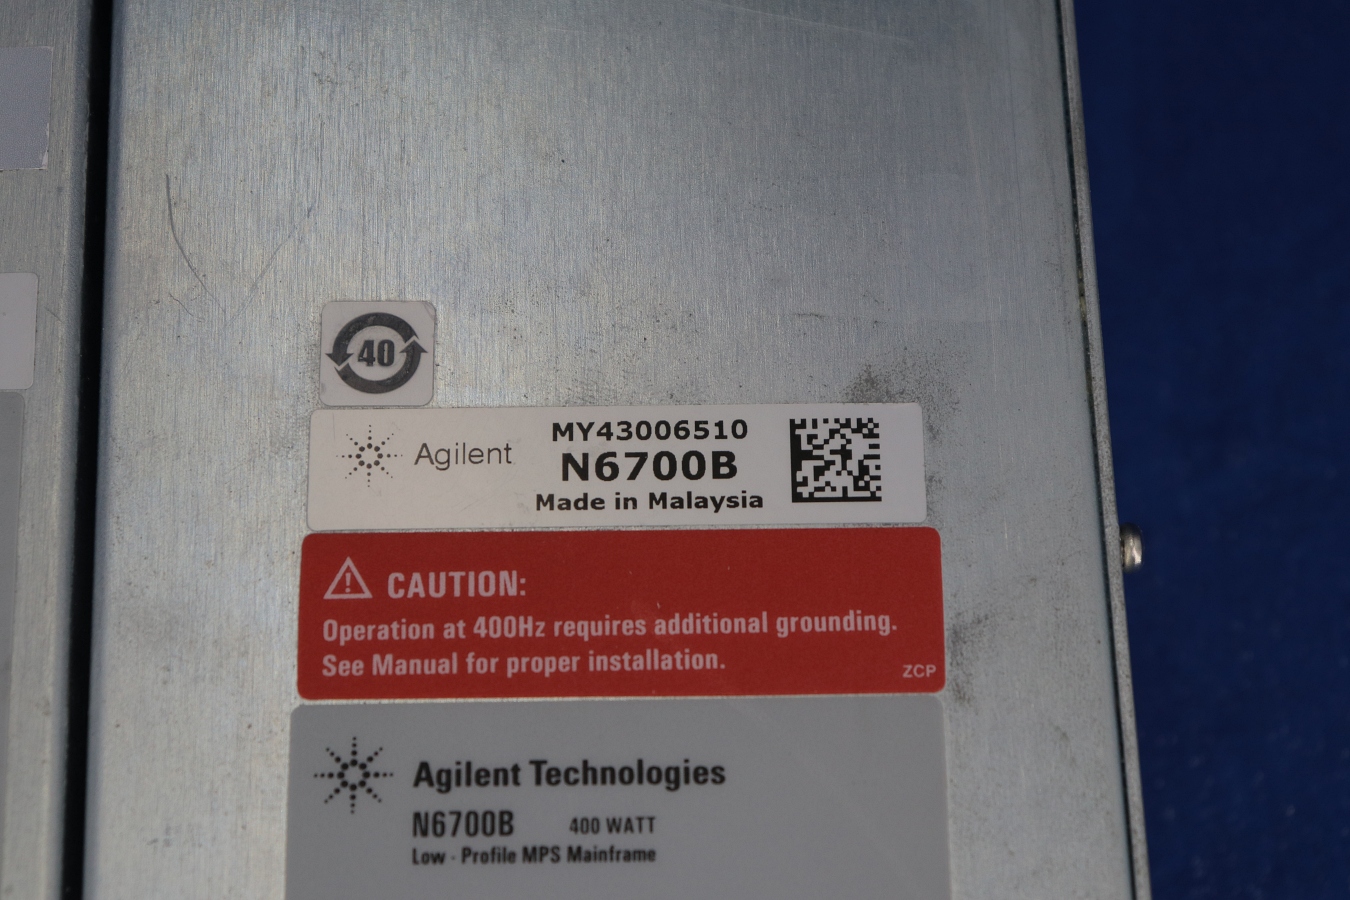 40
Agilent
MY43006510
N6700B
Made in Malaysia
CAUTION:
Operation at 400Hz requires additional grounding.
See Manual for proper installation.
ZCP
Agilent Technologies
N6700B 400 WATT
Low - Profile MPS Mainframe